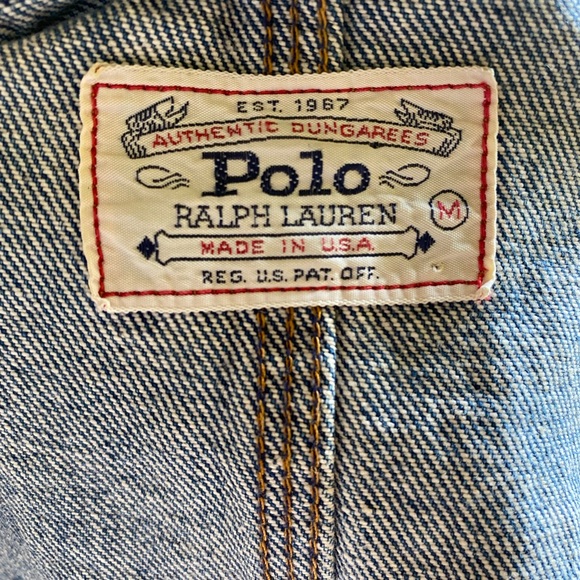 EST. 1967
AUTHENTIC DUNGAREES
Polo
RALPH LAUREN M
MADE IN U.S.A.
REG. U.S. PAT. OFF.